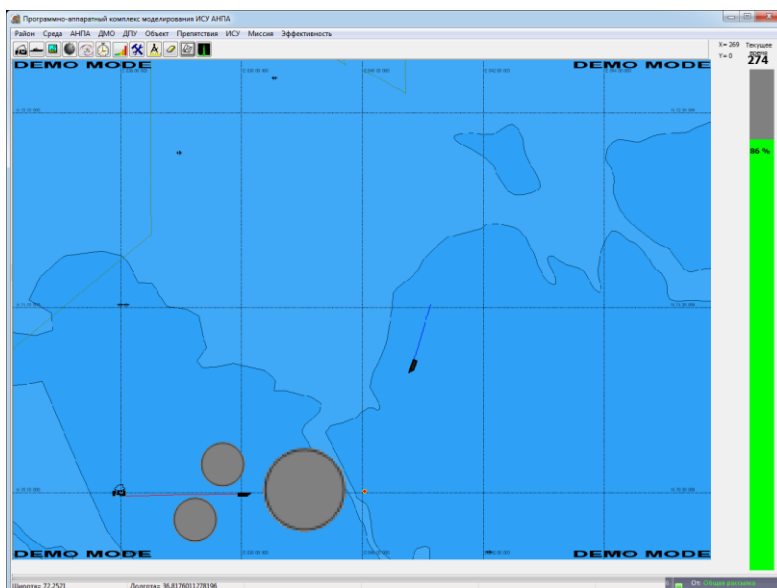 Программно-аппаратный комплекс моделирования ИСУ АНПА
Район Среда АНПА ДМО ДПУ Объект Препятствия ИСУ Миссия Эффективность
X= 269
Y= 0
Текущее
время
274
DEMO MODE
DEMO MODE
86 %
DEMO MODE
DEMO MODE
Широта= 72.2521
Долгота= 36.8176011278196
От: Общая рассылка